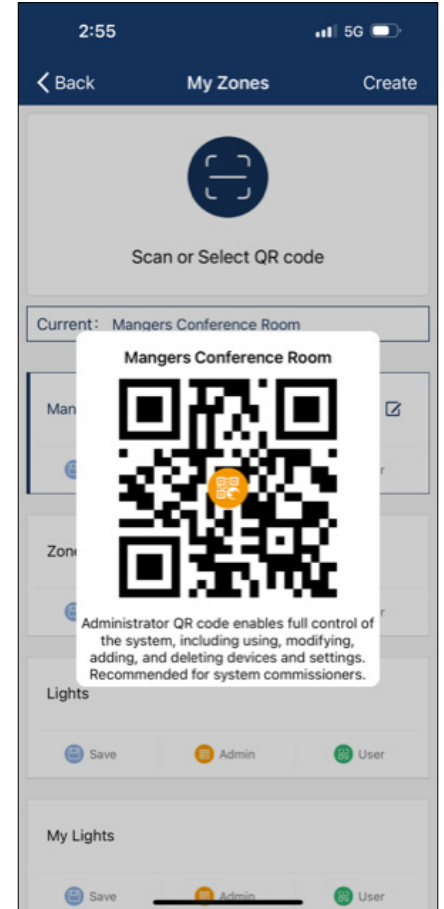 2:55 5G
Back My Zones Create
Scan or Select QR code
Current: Mangers Conference Room
Mangers Conference Room
Man
Zon
Administrator QR code enables full control of
the system, including using, modifying,
adding, and deleting devices and settings.
Recommended for system commissioners.
Lights
Save Admin User
My Lights
Save Admin User